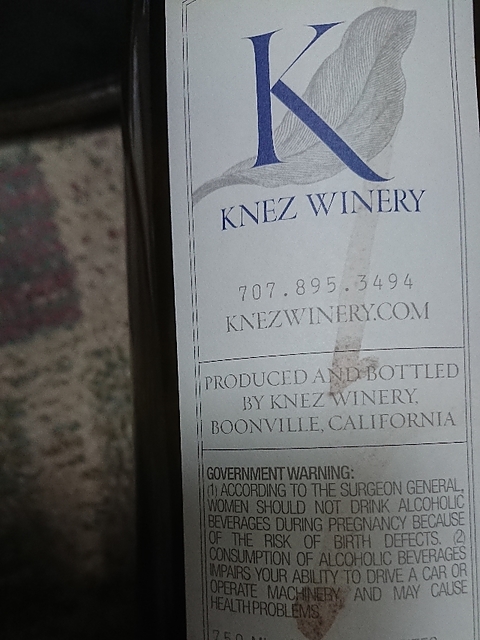 K
KNEZ WINERY
707.895.3494
KNEZWINERY.COM
PRODUCED AND BOTTLED
BY KNEZ WINERY,
BOONVILLE, CALIFORNIA
GOVERNMENT WARNING:
(1) ACCORDING TO THE SURGEON GENERAL,
WOMEN SHOULD NOT DRINK ALCOHOLIC
BEVERAGES DURING PREGNANCY BECAUSE
OF THE RISK OF BIRTH DEFECTS. (2)
CONSUMPTION OF ALCOHOLIC BEVERAGES
IMPAIRS YOUR ABILITY TO DRIVE A CAR OR
OPERATE MACHINERY, AND MAY CAUSE
HEALTH PROBLEMS
750